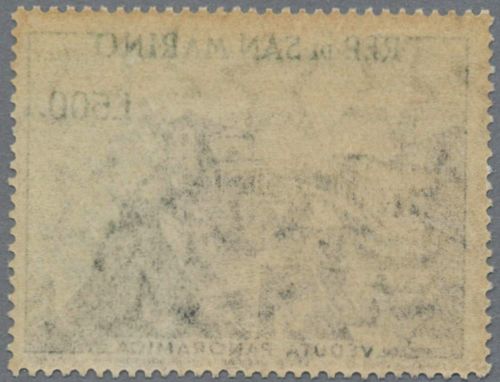 REP. DI SAN MARINO
L.500
VEDUTA PANORAMICA